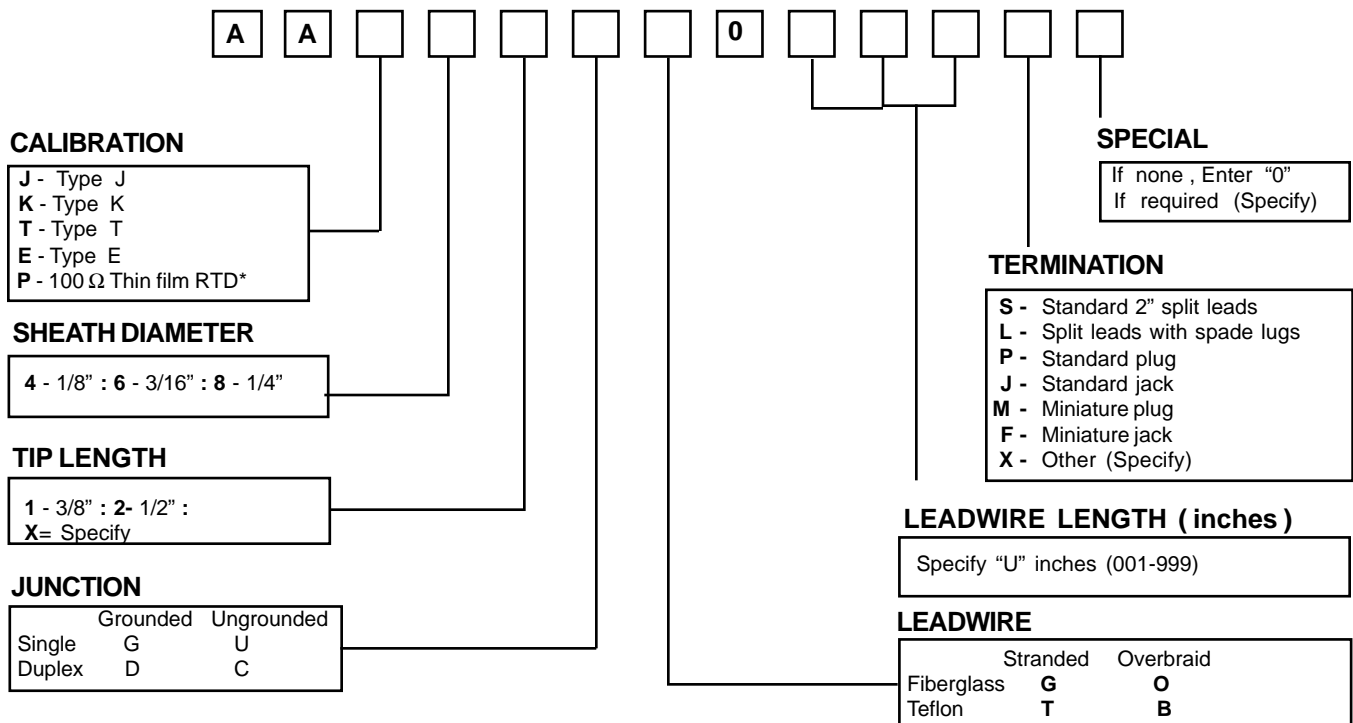 A A 0
CALIBRATION
J - Type J
K - Type K
T - Type T
E - Type E
P - 100 Ω Thin film RTD*
SHEATH DIAMETER
4 - 1/8” : 6 - 3/16” : 8 - 1/4”
TIP LENGTH
1 - 3/8” : 2- 1/2” :
X= Specify
JUNCTION
Grounded Ungrounded
Single G U
Duplex D C
SPECIAL
If none , Enter “0”
If required (Specify)
TERMINATION
S - Standard 2” split leads
L - Split leads with spade lugs
P - Standard plug
J - Standard jack
M - Miniature plug
F - Miniature jack
X - Other (Specify)
LEADWIRE LENGTH ( inches )
Specify “U” inches (001-999)
LEADWIRE
Stranded Overbraid
Fiberglass G O
Teflon T B